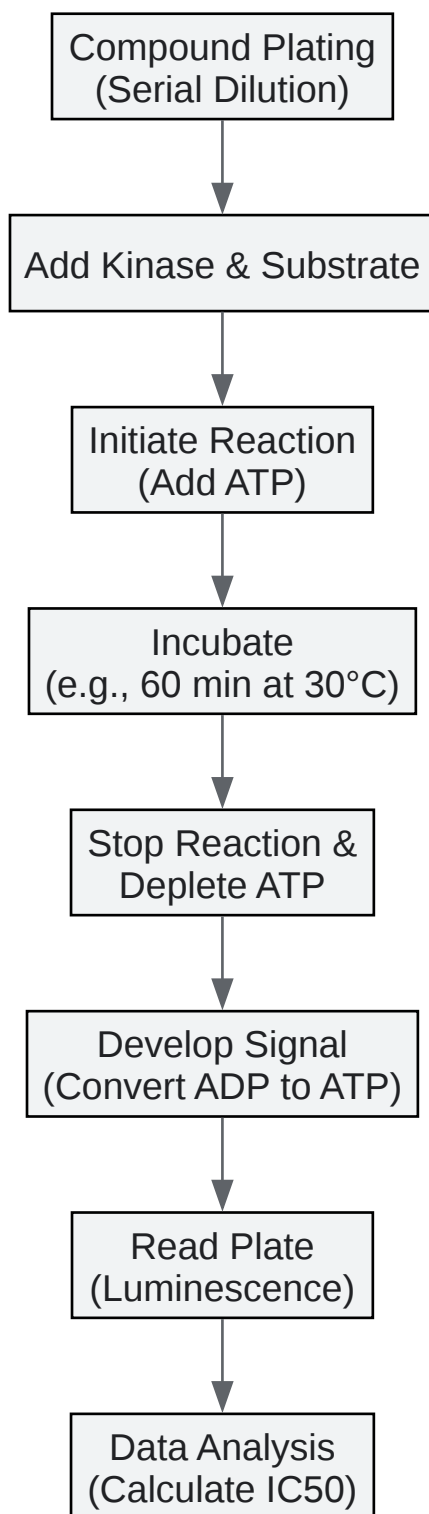 Compound Plating
(Serial Dilution)
Add Kinase & Substrate
Initiate Reaction
(Add ATP)
Incubate
(e.g., 60 min at 30°C)
Stop Reaction &
Deplete ATP
Develop Signal
(Convert ADP to ATP)
Read Plate
(Luminescence)
Data Analysis
(Calculate IC50)